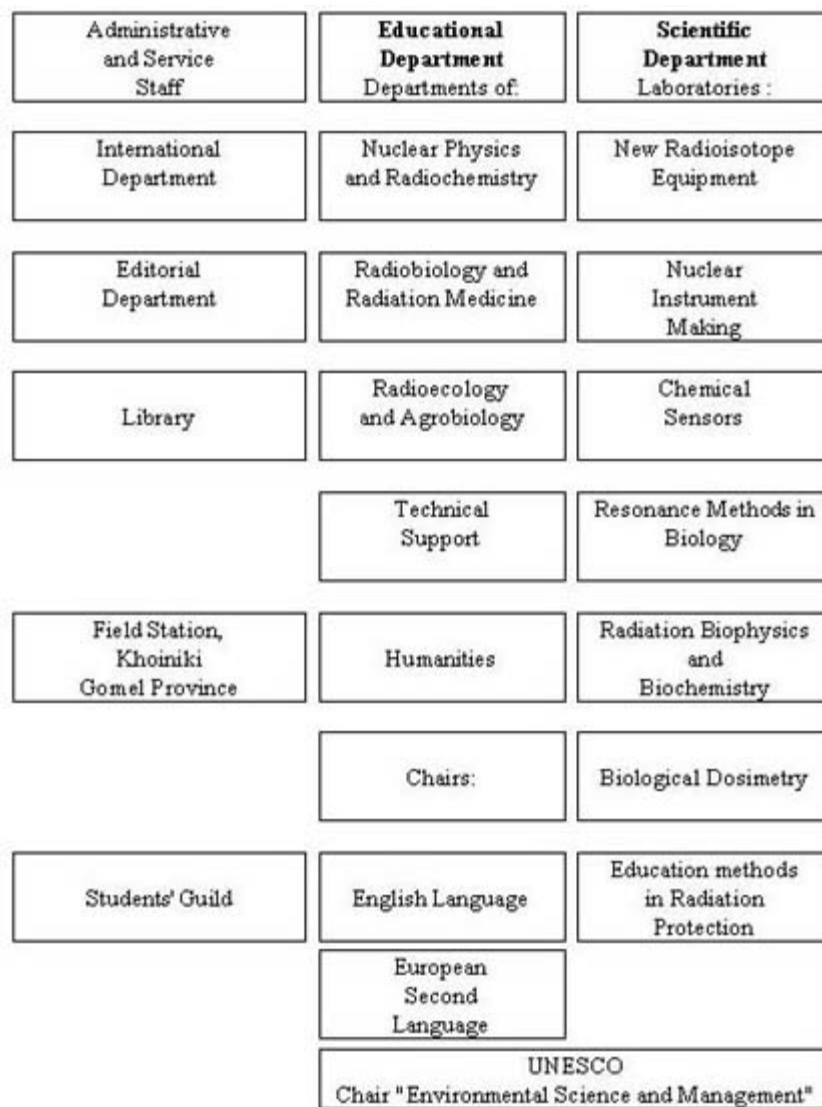 Administrative
and Service
Staff
Educational
Department
Departments of:
Scientific
Department
Laboratories :
International
Department
Nuclear Physics
and Radiochemistry
New Radioisotope
Equipment
Editorial
Department
Radiobiology and
Radiation Medicine
Nuclear
Instrument
Making
Library
Radioecology
and Agrobiology
Chemical
Sensors
Technical
Support
Resonance Methods in
Biology
Field Station,
Khoiniki
Gomel Province
Humanities
Radiation Biophysics
and
Biochemistry
Chairs:
Biological Dosimetry
Students' Guild
English Language
Education methods
in Radiation
Protection
European
Second
Language
UNESCO
Chair "Environmental Science and Management"